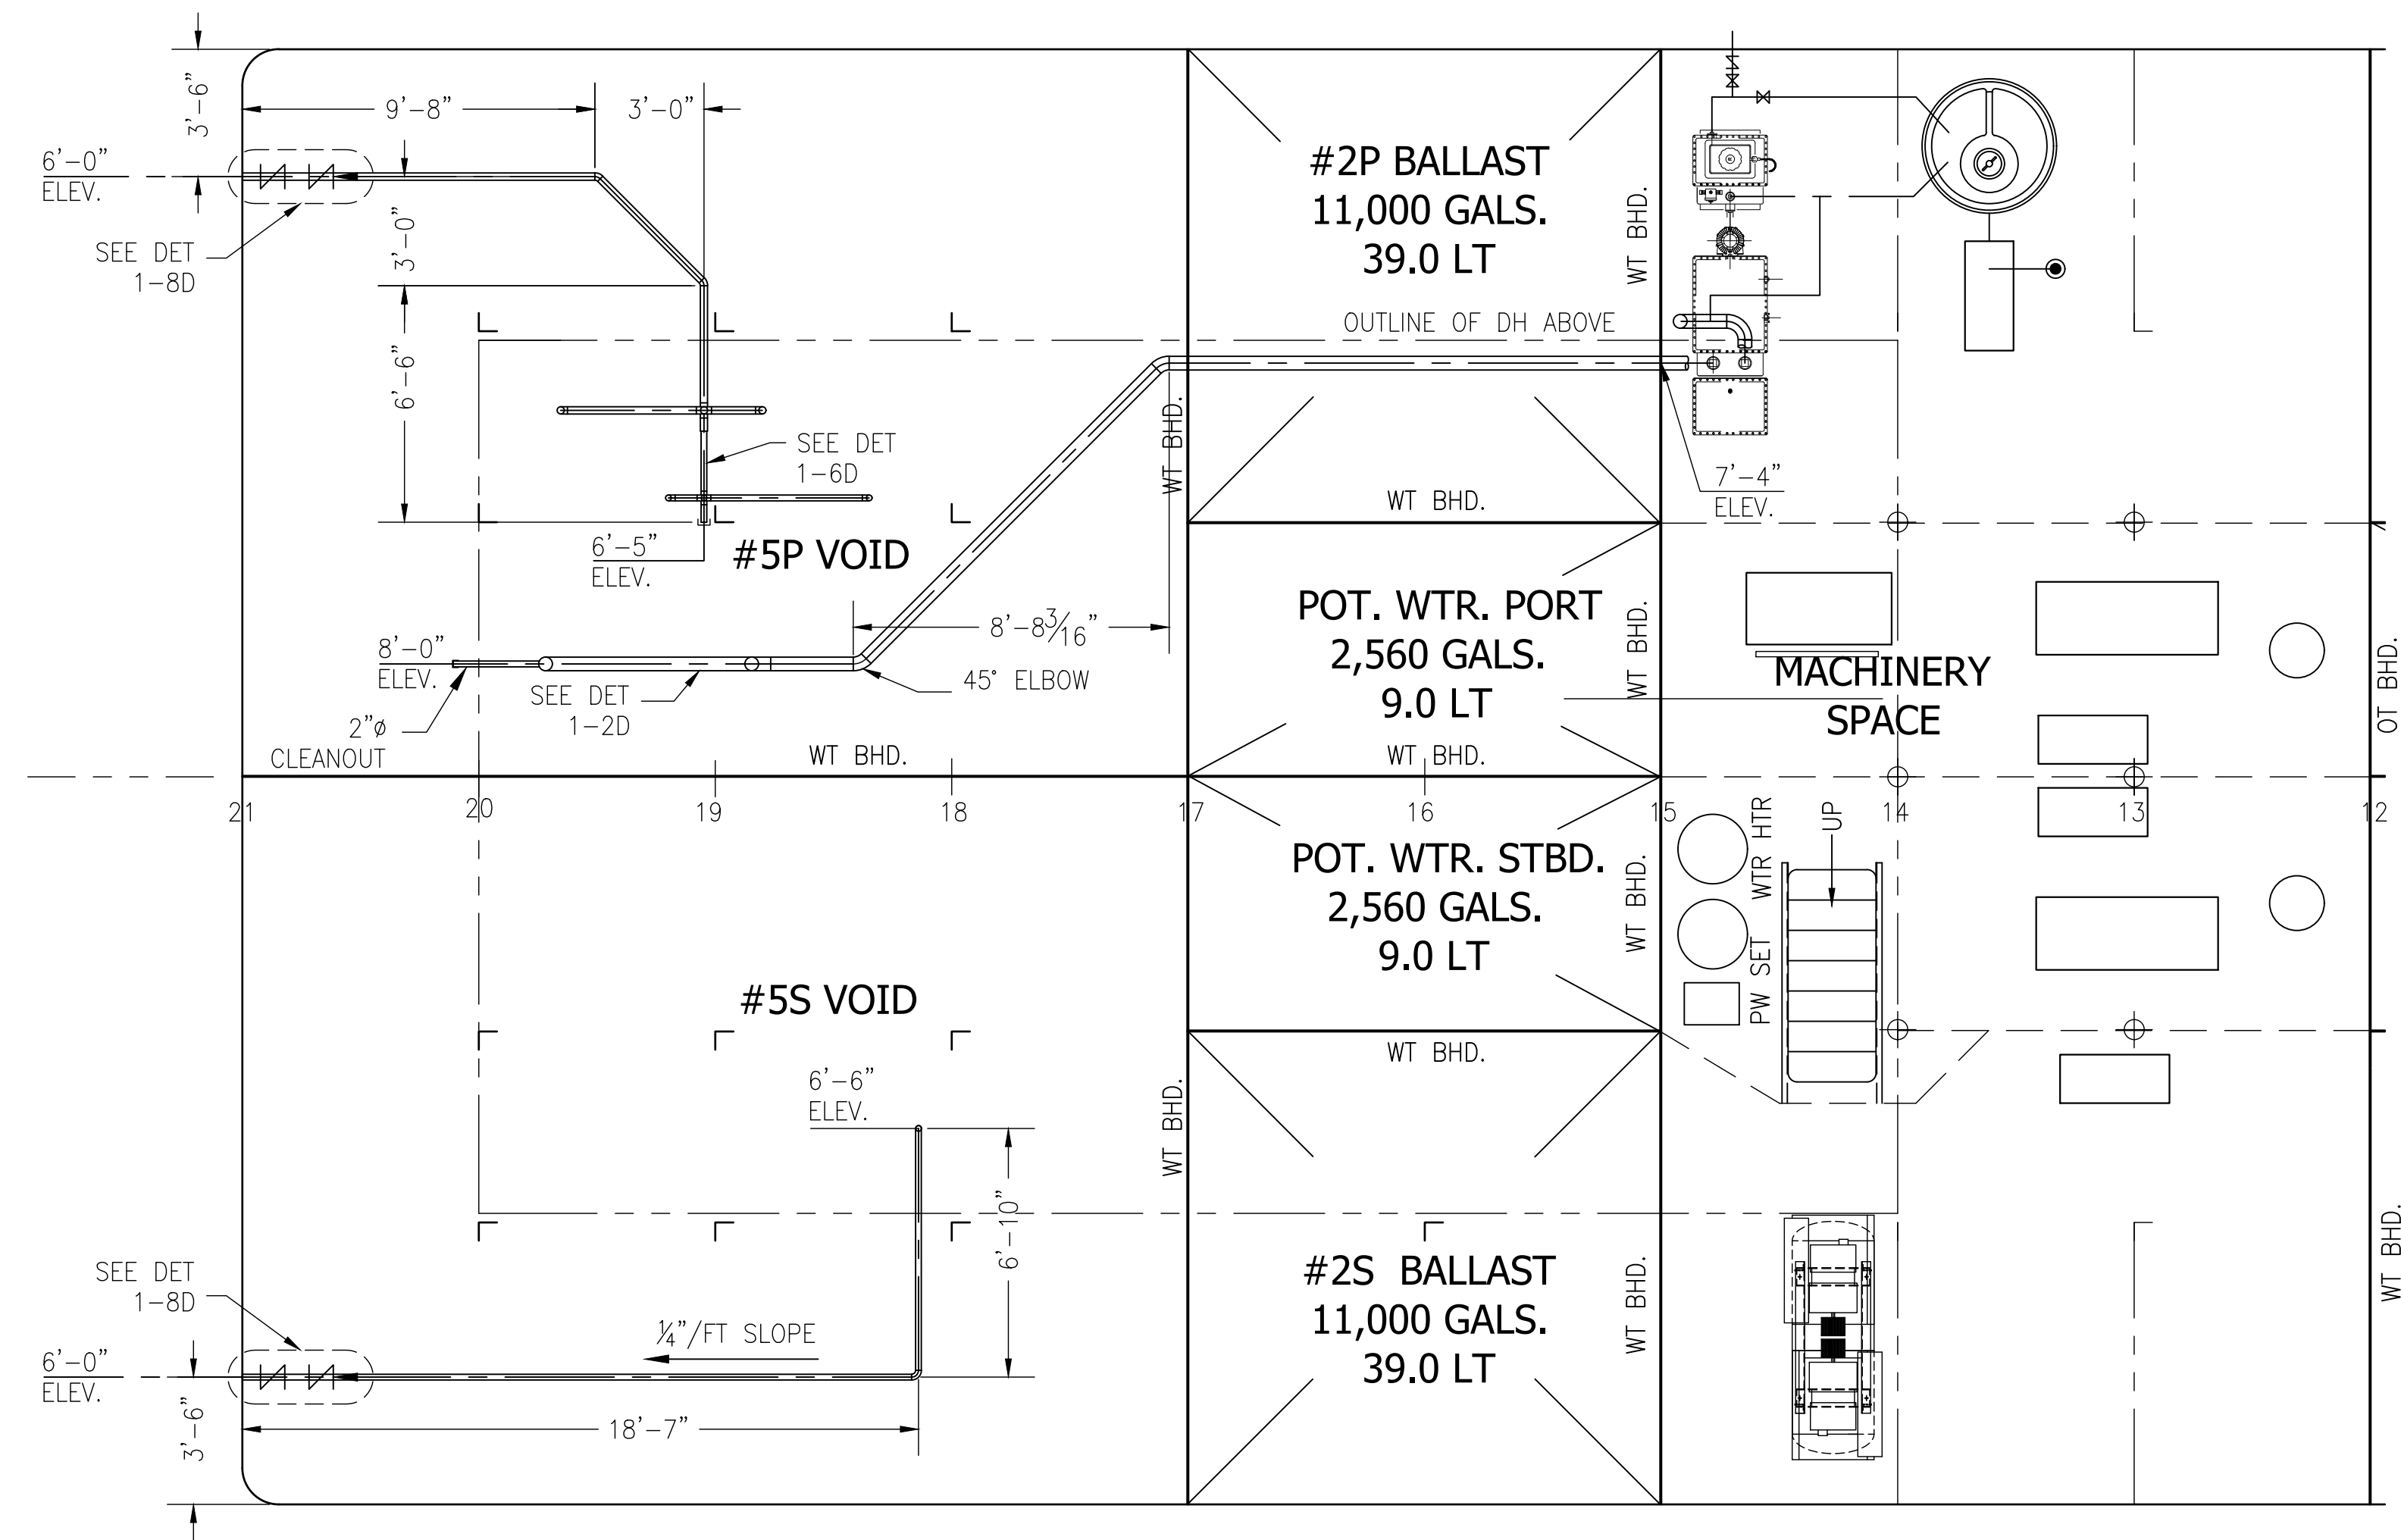 3'-6"
9'-8"
3'-0"
6'-0"
ELEV.
SEE DET
1-8D
3'-0"
6'-6"
SEE DET
1-6D
6'-5"
ELEV.
#5P VOID
8'-0"
ELEV.
2"ø
CLEANOUT
SEE DET
1-2D
8'-8 3/16"
45° ELBOW
WT BHD.
WT BHD.
#2P BALLAST
11,000 GALS.
39.0 LT
WT BHD.
OUTLINE OF DH ABOVE
WT BHD.
7'-4"
ELEV.
POT. WTR. PORT
2,560 GALS.
9.0 LT
WT BHD.
WT BHD.
MACHINERY
SPACE
OT BHD.
21
20
19
18
17
16
15
14
13
12
POT. WTR. STBD.
2,560 GALS.
9.0 LT
WT BHD.
WTR HTR
PW SET
UP
#5S VOID
WT BHD.
WT BHD.
6'-6"
ELEV.
6'-10"
#2S BALLAST
11,000 GALS.
39.0 LT
WT BHD.
WT BHD.
SEE DET
1-8D
1/4"/FT SLOPE
6'-0"
ELEV.
3'-6"
18'-7"